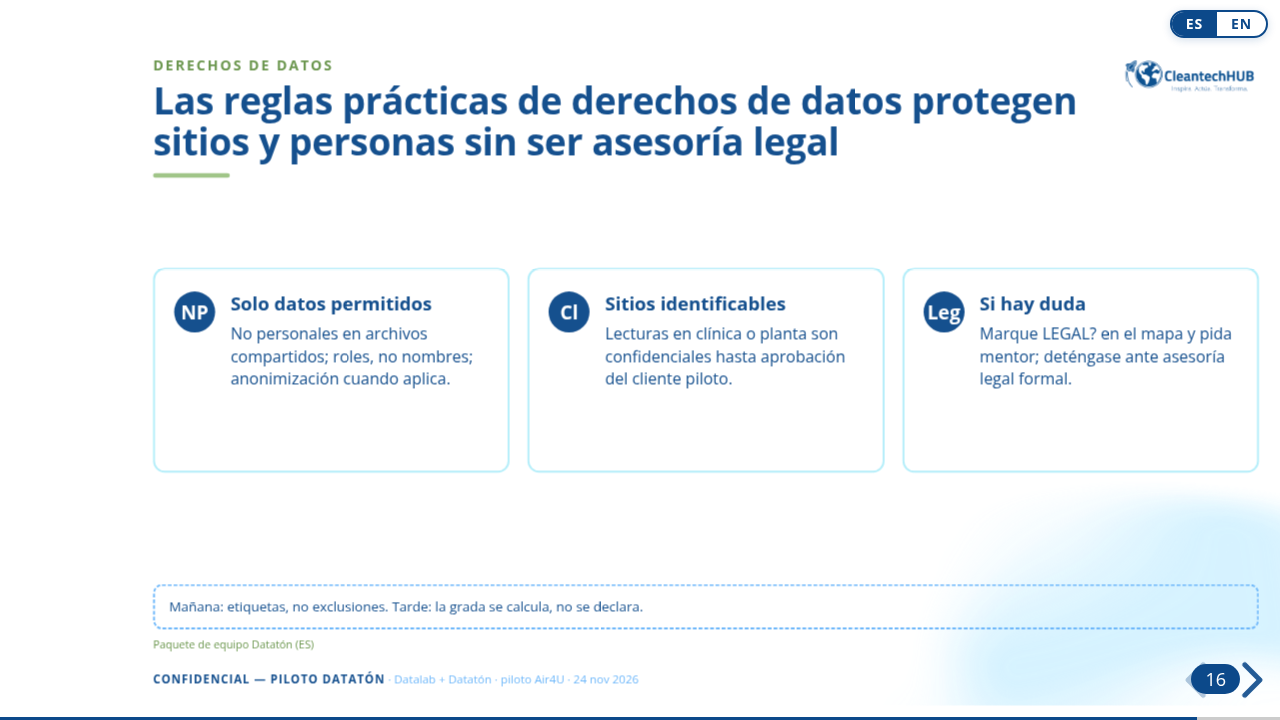 ES EN
DERECHOS DE DATOS
CleantechHUB
Inspira. Actúa. Transforma.
Las reglas prácticas de derechos de datos protegen
sitios y personas sin ser asesoría legal
NP
Solo datos permitidos
No personales en archivos
compartidos; roles, no nombres;
anonimización cuando aplica.
Cl
Sitios identificables
Lecturas en clínica o planta son
confidenciales hasta aprobación
del cliente piloto.
Leg
Si hay duda
Marque LEGAL? en el mapa y pida
mentor; deténgase ante asesoría
legal formal.
Mañana: etiquetas, no exclusiones. Tarde: la grada se calcula, no se declara.
Paquete de equipo Datatón (ES)
CONFIDENCIAL — PILOTO DATATÓN · Datalab + Datatón · piloto Air4U · 24 nov 2026
16